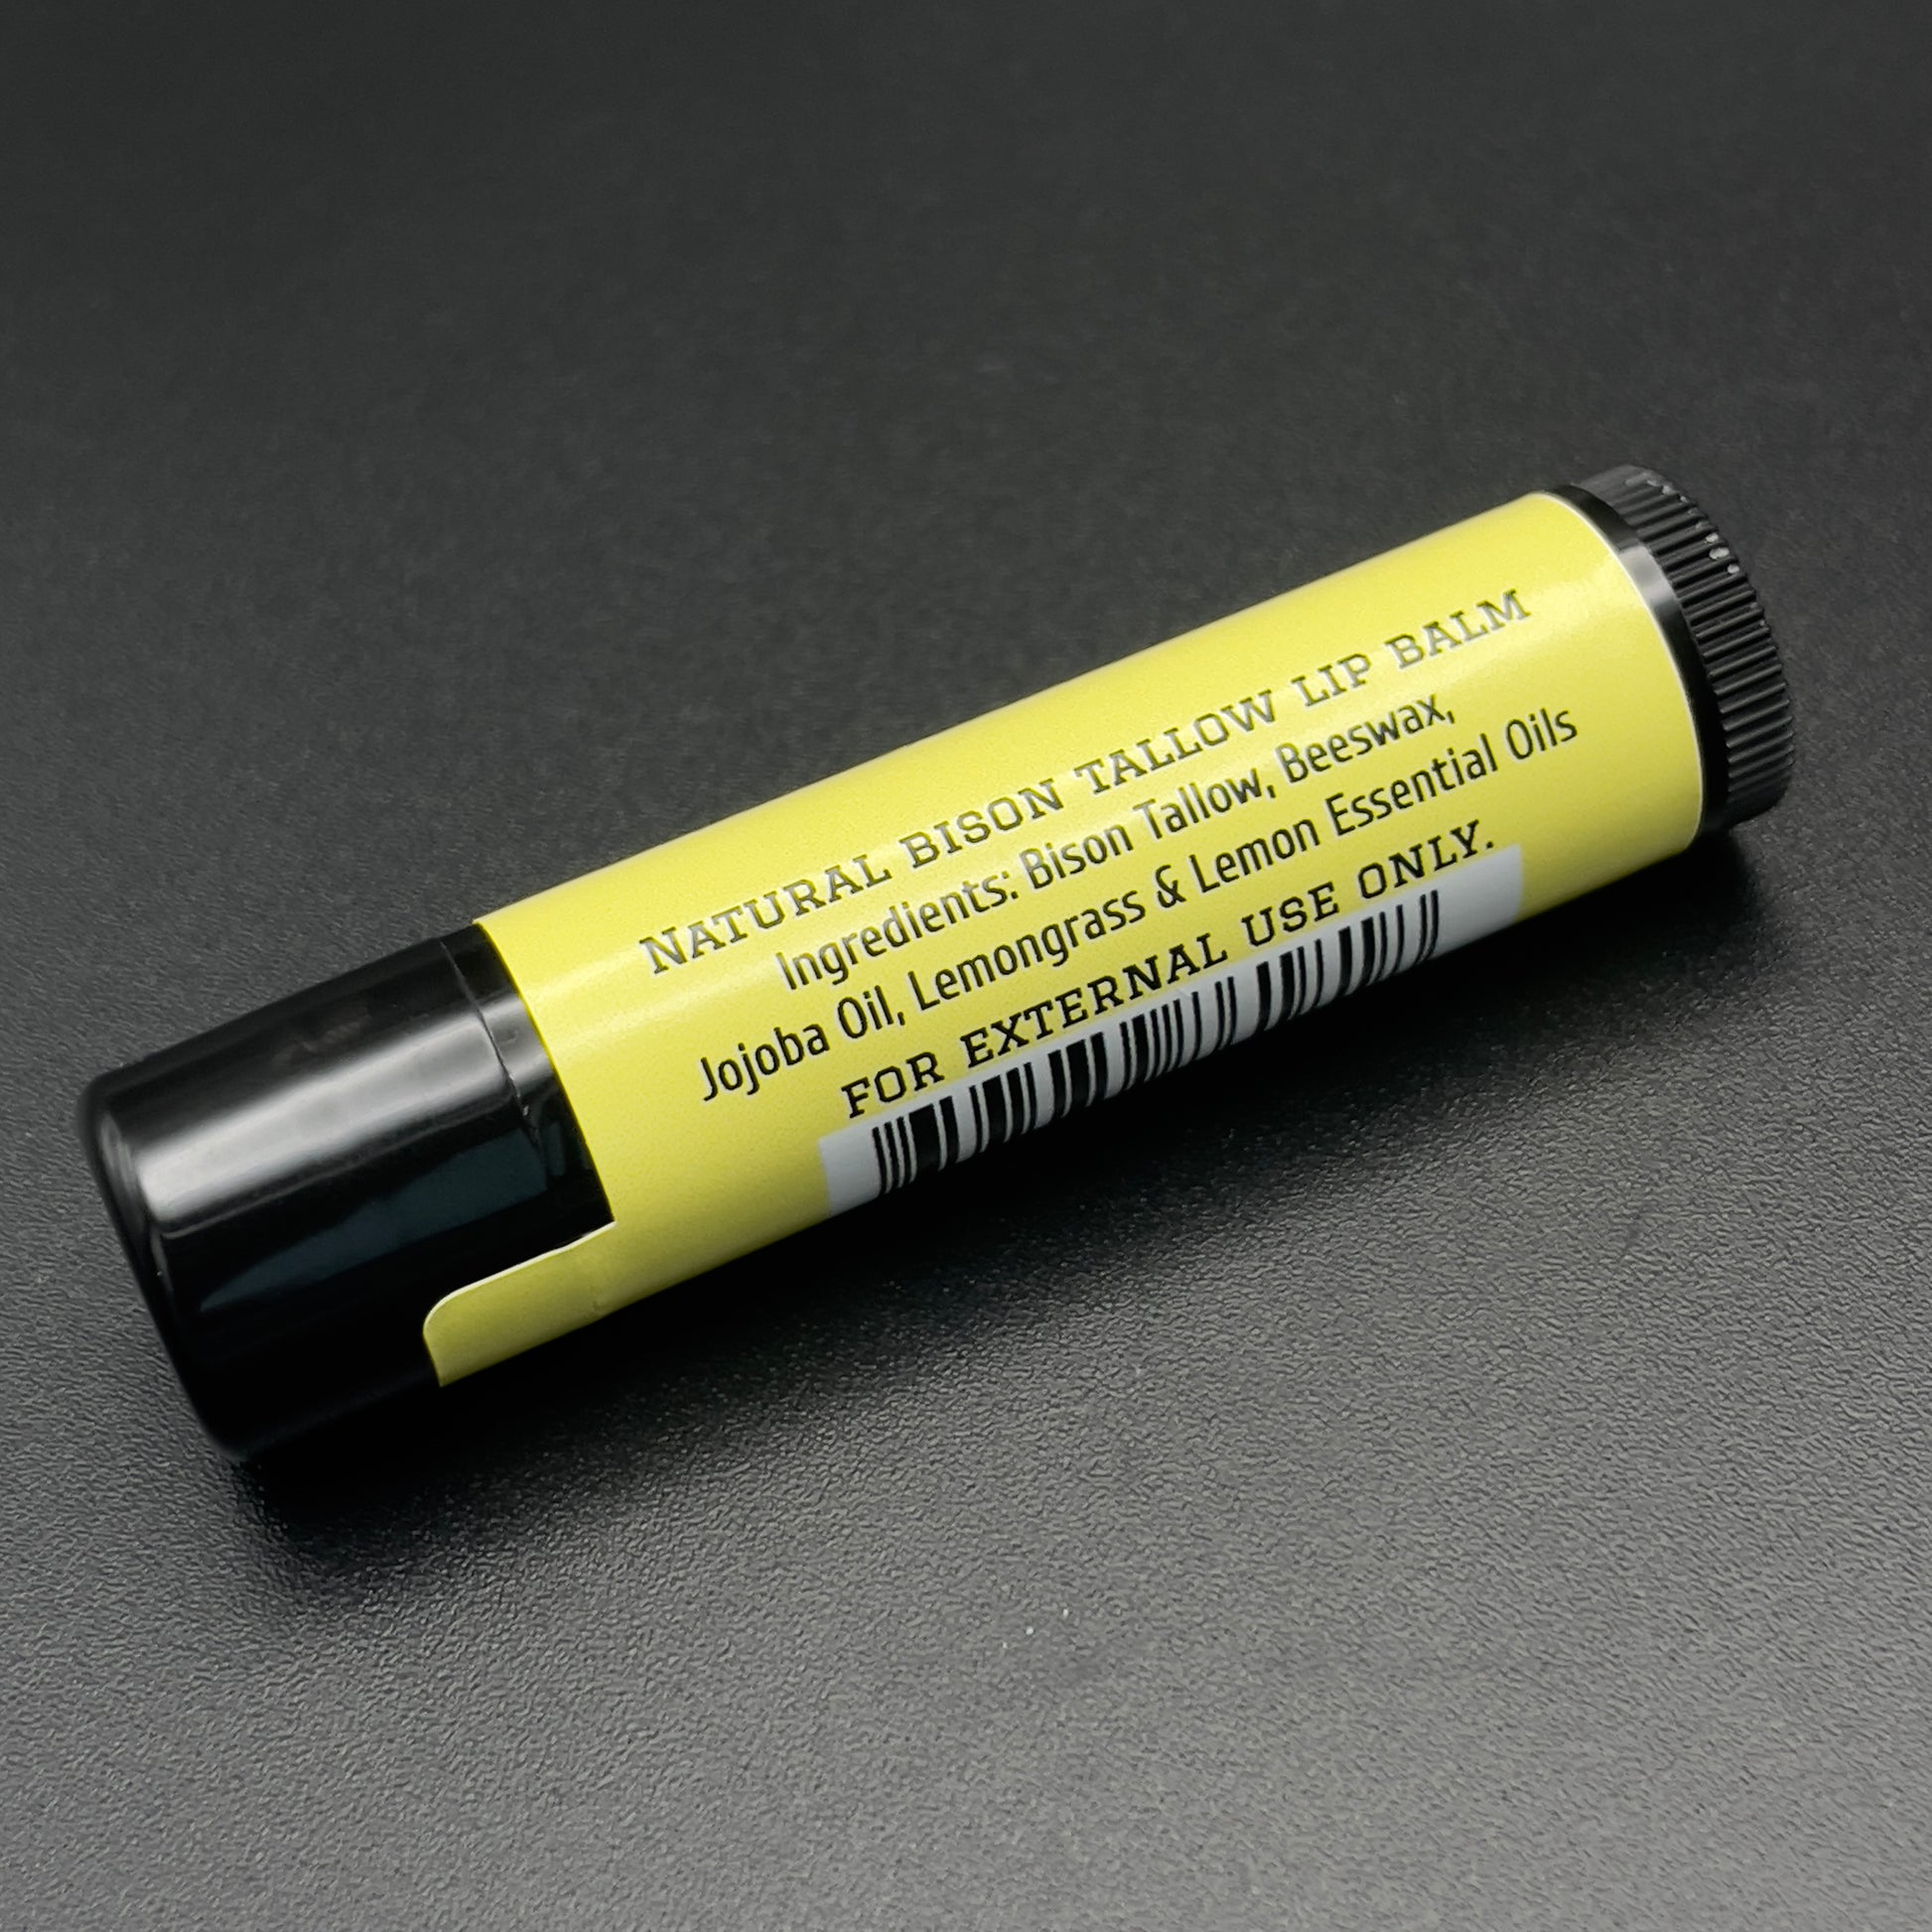 NATURAL BISON TALLOW LIP BALM
Ingredients: Bison Tallow, Beeswax,
Jojoba Oil, Lemongrass & Lemon Essential Oils
FOR EXTERNAL USE ONLY.